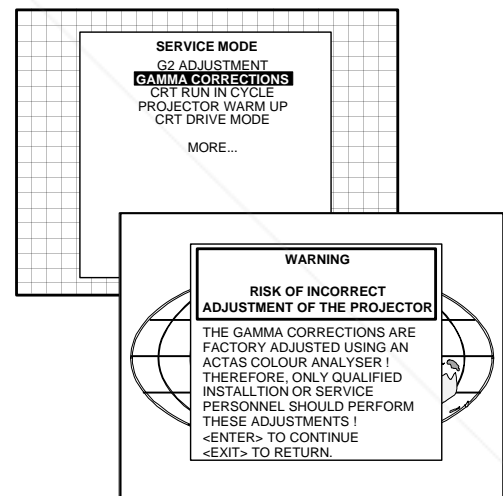 SERVICE MODE
G2 ADJUSTMENT
GAMMA CORRECTIONS
CRT RUN IN CYCLE
PROJECTOR WARM UP
CRT DRIVE MODE
MORE...
WARNING
RISK OF INCORRECT
ADJUSTMENT OF THE PROJECTOR
THE GAMMA CORRECTIONS ARE
FACTORY ADJUSTED USING AN
ACTAS COLOUR ANALYSER !
THEREFORE, ONLY QUALIFIED
INSTALLTION OR SERVICE
PERSONNEL SHOULD PERFORM
THESE ADJUSTMENTS !
<ENTER> TO CONTINUE
<EXIT> TO RETURN.